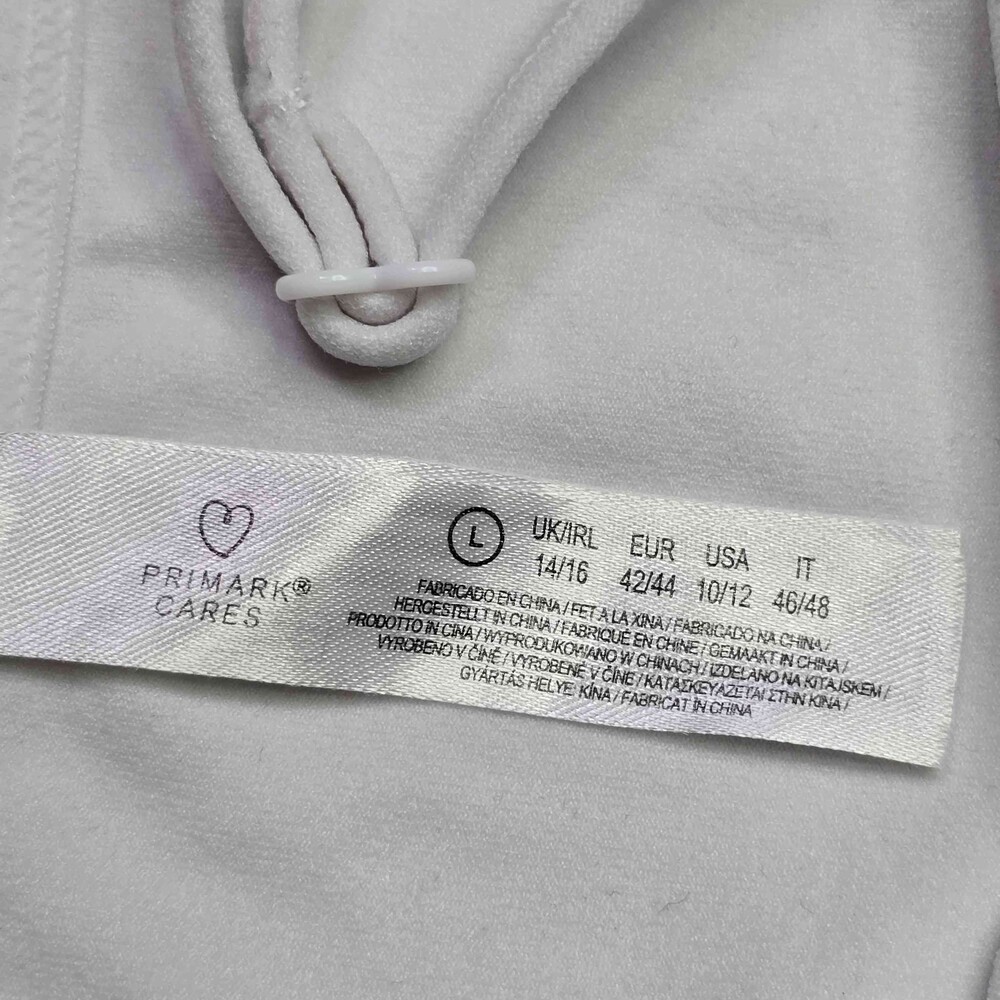 PRIMARK®
CARES
L
UK/IRL EUR USA IT
14/16 42/44 10/12 46/48
FABRICADO EN CHINA / FET A LA XINA / FABRICADO NA CHINA /
HERGESTELLT IN CHINA / FABRIQUÉ EN CHINE / GEMAAKT IN CHINA /
PRODOTTO IN CINA / WYPRODUKOWANO W CHINACH / IZDELANO NA KITAJSKEM /
VYROBENO V ČÍNĚ / VYROBENÉ V ČÍNE / ΚΑΤΑΣΚΕΥΑΖΕΤΑΙ ΣΤΗΝ ΚΙΝΑ /
GYÁRTÁS HELYE: KÍNA / FABRICAT ÎN CHINA